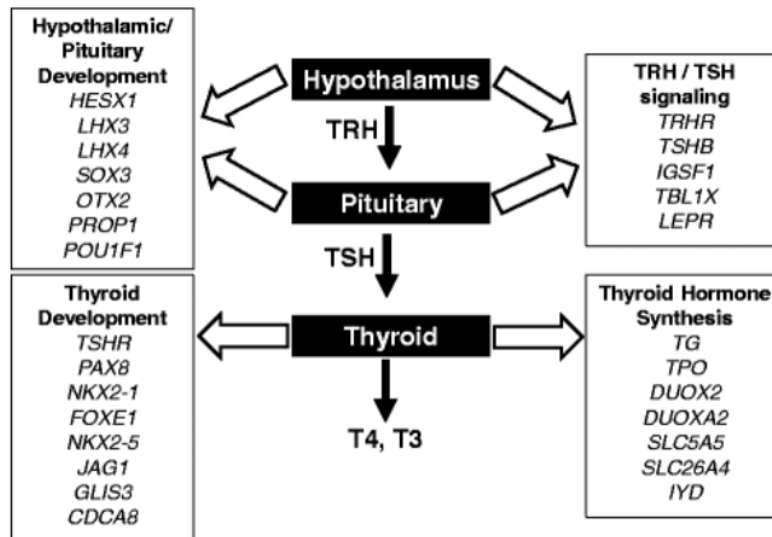 Hypothalamic/
Pituitary
Development
HESX1
LHX3
LHX4
SOX3
OTX2
PROP1
POU1F1
Hypothalamus
TRH
Pituitary
TSH
Thyroid
T4, T3
TRH / TSH
signaling
TRHR
TSHB
IGSF1
TBL1X
LEPR
Thyroid
Development
TSHR
PAX8
NKX2-1
FOXE1
NKX2-5
JAG1
GLIS3
CDCA8
Thyroid Hormone
Synthesis
TG
TPO
DUOX2
DUOXA2
SLC5A5
SLC26A4
IYD